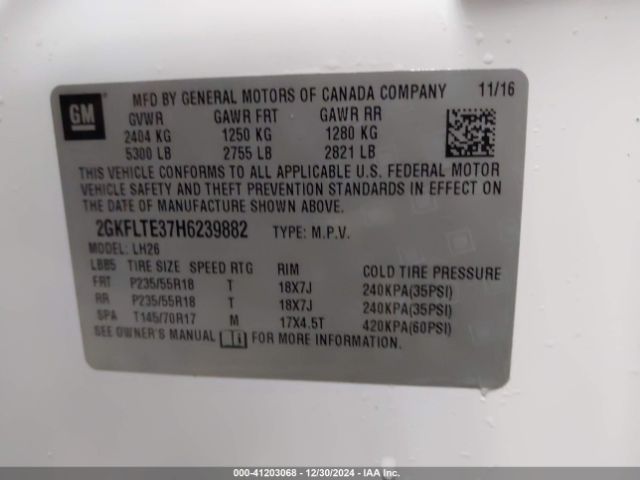 GM
MFD BY GENERAL MOTORS OF CANADA COMPANY 11/16
GVWR GAWR FRT GAWR RR
2404 KG 1250 KG 1280 KG
5300 LB 2755 LB 2821 LB
THIS VEHICLE CONFORMS TO ALL APPLICABLE U.S. FEDERAL MOTOR
VEHICLE SAFETY AND THEFT PREVENTION STANDARDS IN EFFECT ON
THE DATE OF MANUFACTURE SHOWN ABOVE.
2GKFLTE37H6239882 TYPE: M.P.V.
MODEL: LH26
LBB5 TIRE SIZE SPEED RTG RIM COLD TIRE PRESSURE
FRT P235/55R18 T 18X7J 240KPA(35PSI)
RR P235/55R18 T 18X7J 240KPA(35PSI)
SPA T145/70R17 M 17X4.5T 420KPA(60PSI)
SEE OWNER'S MANUAL FOR MORE INFORMATION.
000-41203068 - 12/30/2024 - IAA Inc.